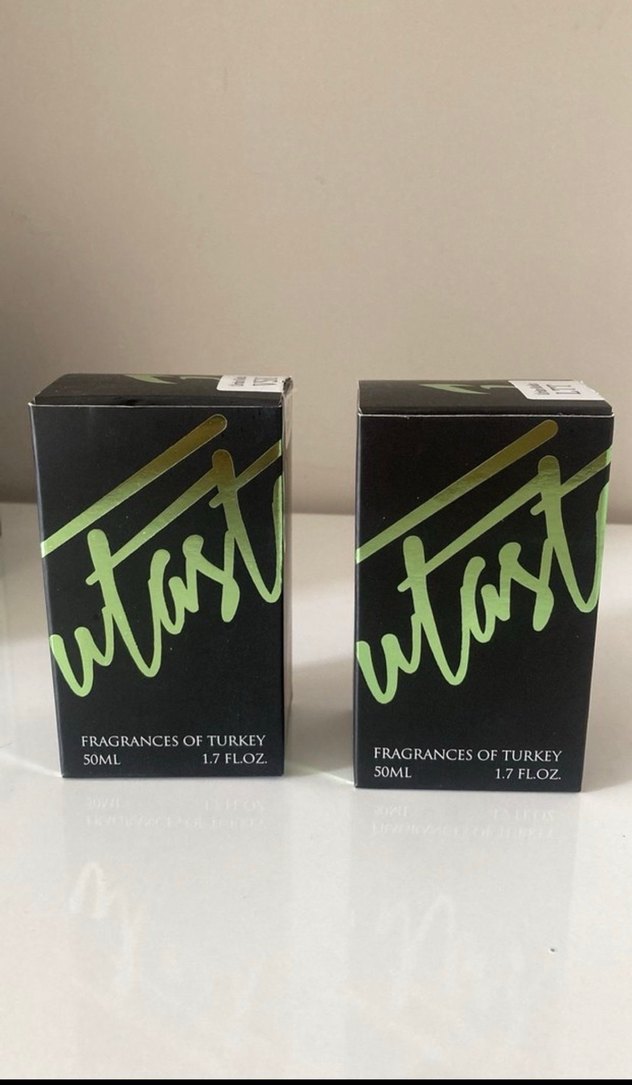 utast
FRAGRANCES OF TURKEY
50ML 1.7 FL.OZ.
utast
FRAGRANCES OF TURKEY
50ML 1.7 FL.OZ.